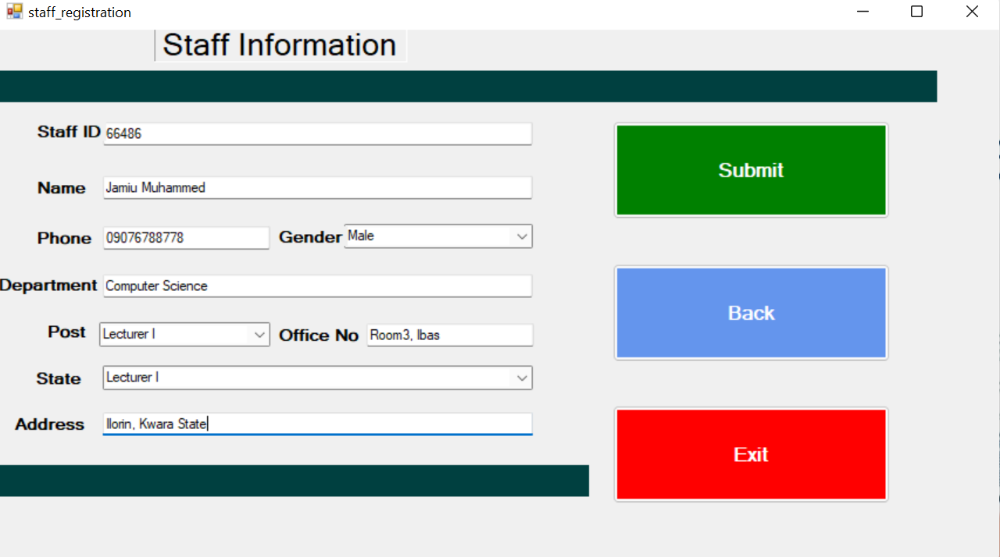 staff_registration
Staff Information
Staff ID 66486
Name Jamiu Muhammed
Phone 09076788778 Gender Male
Department Computer Science
Post Lecturer I Office No Room3, Ibas
State Lecturer I
Address Ilorin, Kwara State
Submit
Back
Exit